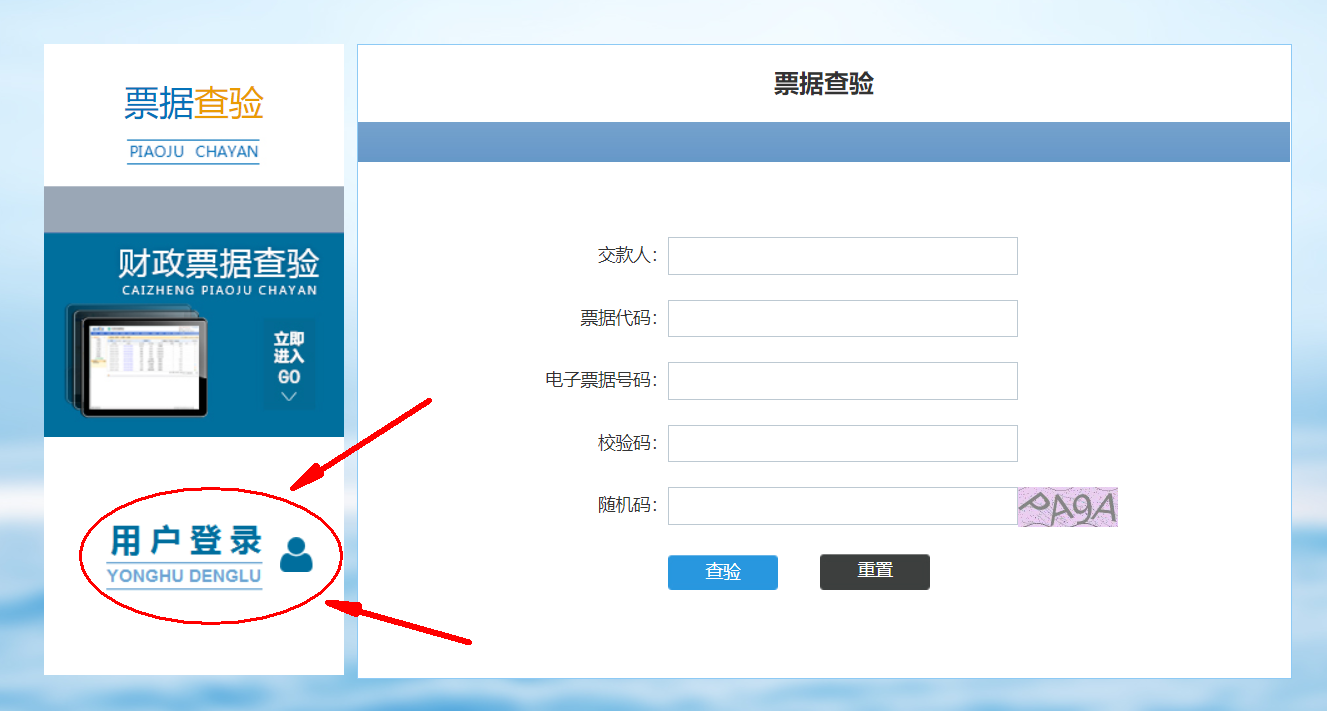 票据查验
PIAOJU CHAYAN
财政票据查验
CAIZHENG PIAOJU CHAYAN
立即
进入
GO
用户登录
YONGHU DENGLU
票据查验
交款人:
票据代码:
电子票据号码:
校验码:
随机码:
PA9A
查验
重置